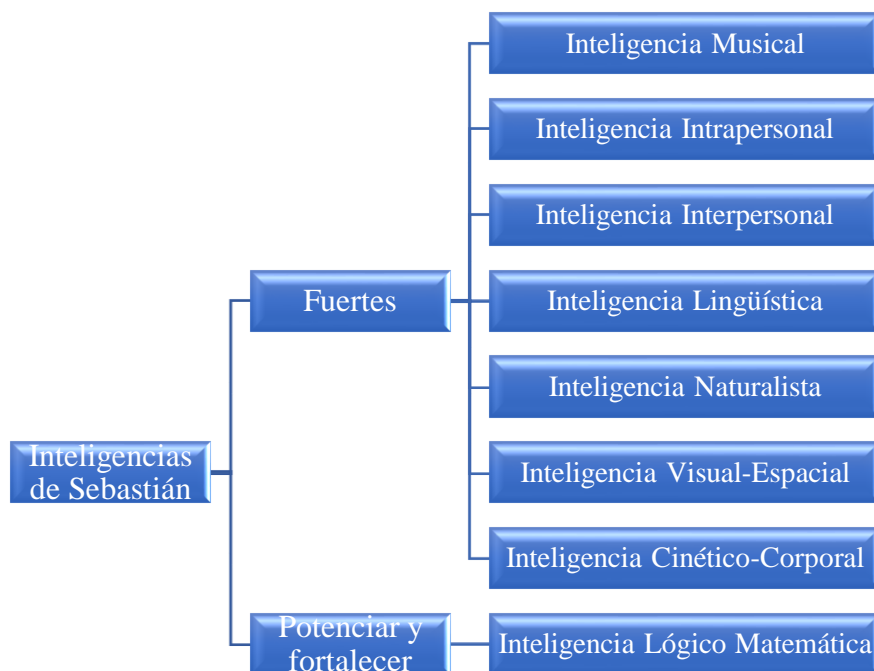 Inteligencias
de Sebastián
Fuertes
Inteligencia Musical
Inteligencia Intrapersonal
Inteligencia Interpersonal
Inteligencia Lingüística
Inteligencia Naturalista
Inteligencia Visual-Espacial
Inteligencia Cinético-Corporal
Potenciar y
fortalecer
Inteligencia Lógico Matemática